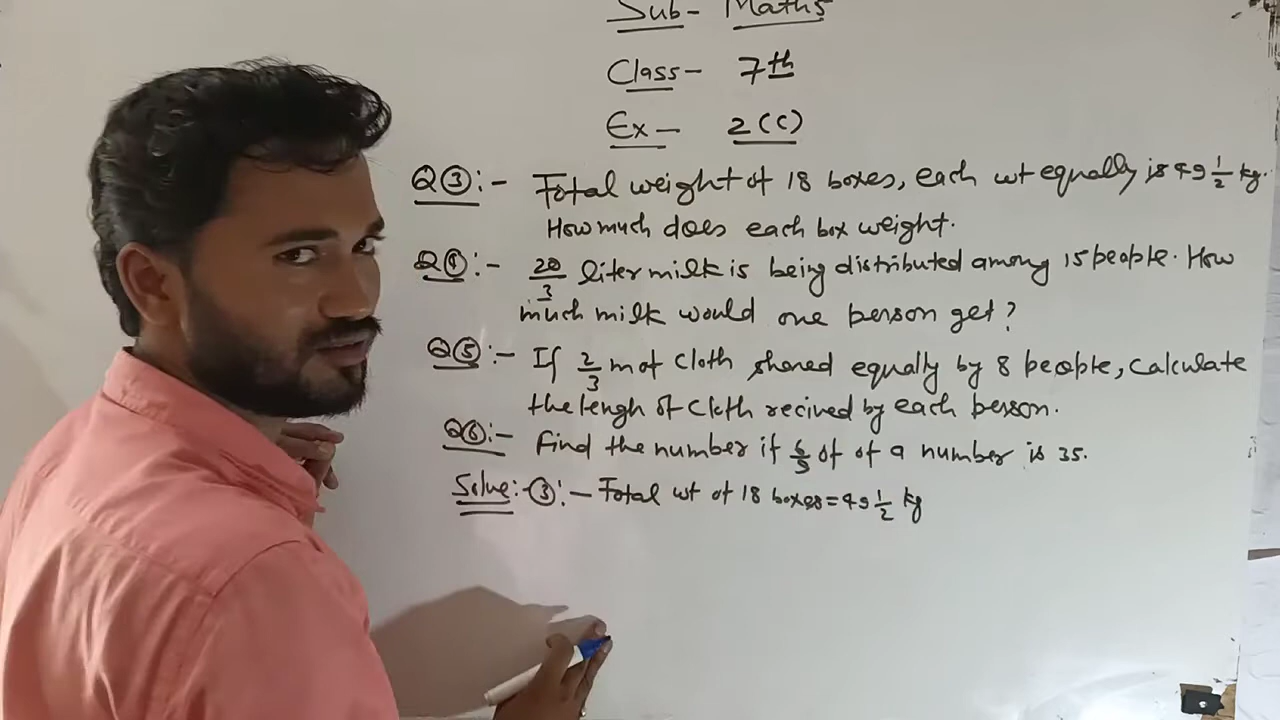 Sub- Maths
Class- 7th
Ex- 2(C)
Q③:- Total weight of 18 boxes, each wt equally is 49 1/2 kg.
How much does each box weight.
Q④:- 20/3 liter milk is being distributed among 15 people. How
much milk would one person get?
Q⑤:- If 2/3 m of cloth shared equally by 8 people, calculate
the lengh of cloth recived by each person.
Q⑥:- Find the number if 6/5 of of a number is 35.
Solve:-③:- Total wt of 18 boxes = 49 1/2 kg